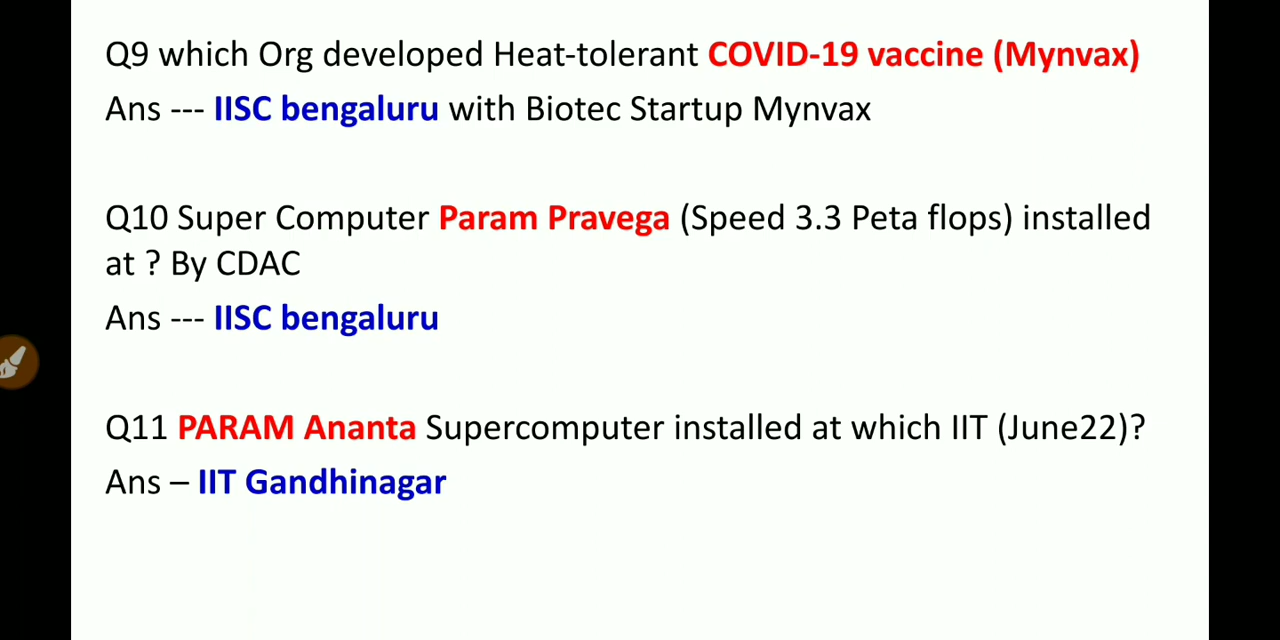 Q9 which Org developed Heat-tolerant COVID-19 vaccine (Mynvax)
Ans --- IISC bengaluru with Biotec Startup Mynvax
Q10 Super Computer Param Pravega (Speed 3.3 Peta flops) installed
at ? By CDAC
Ans --- IISC bengaluru
Q11 PARAM Ananta Supercomputer installed at which IIT (June22)?
Ans – IIT Gandhinagar